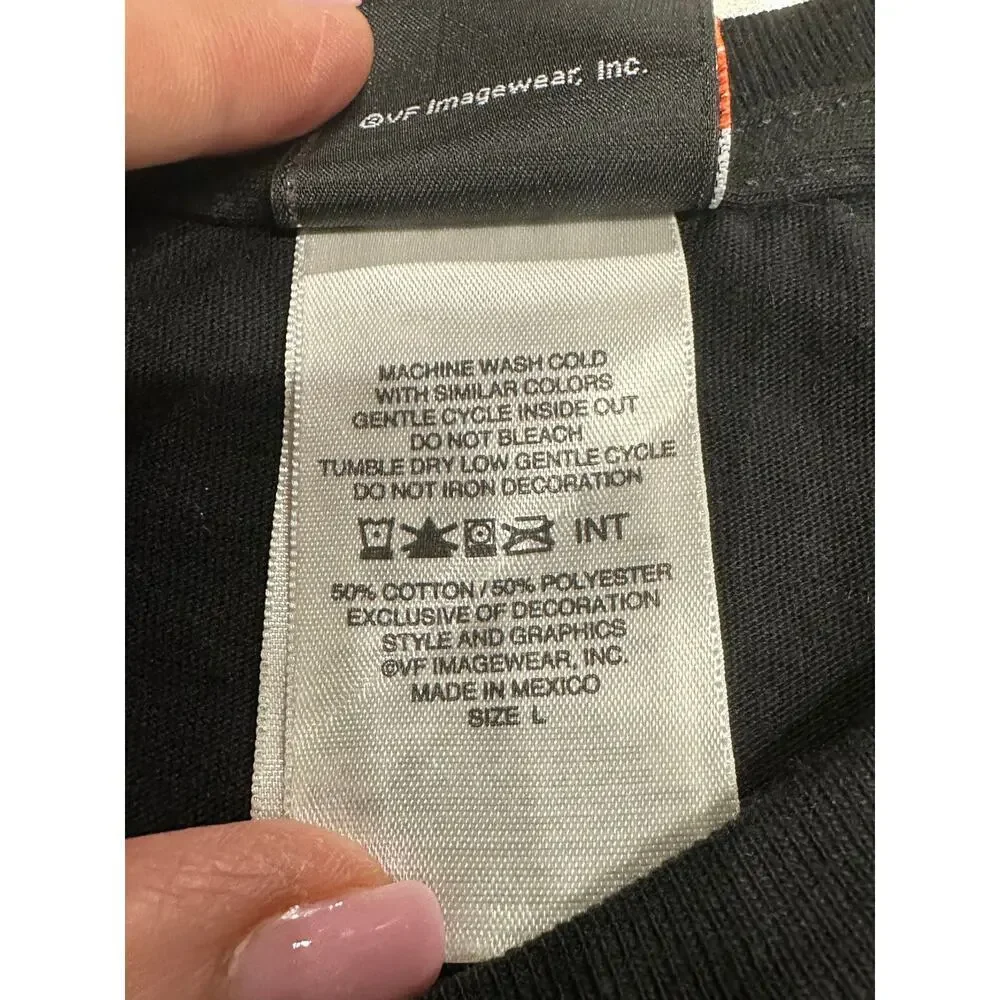 ©VF Imagewear, Inc.
MACHINE WASH COLD
WITH SIMILAR COLORS
GENTLE CYCLE INSIDE OUT
DO NOT BLEACH
TUMBLE DRY LOW GENTLE CYCLE
DO NOT IRON DECORATION
INT
50% COTTON / 50% POLYESTER
EXCLUSIVE OF DECORATION
STYLE AND GRAPHICS
©VF IMAGEWEAR, INC.
MADE IN MEXICO
SIZE L